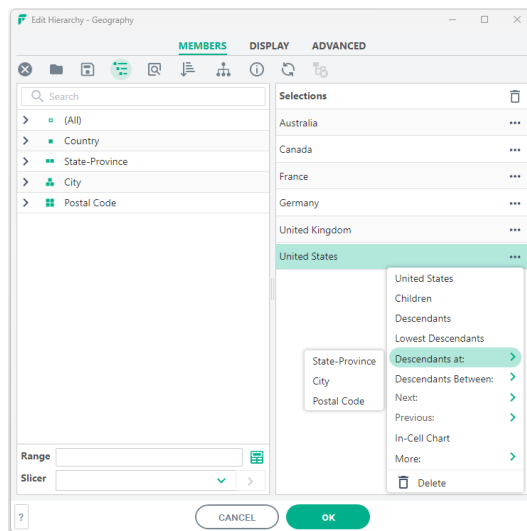 Edit Hierarchy - Geography
MEMBERS DISPLAY ADVANCED
Search
(All)
Country
State-Province
City
Postal Code
Selections
Australia
Canada
France
Germany
United Kingdom
United States
United States
Children
Descendants
Lowest Descendants
Descendants at:
Descendants Between:
Next:
Previous:
In-Cell Chart
More:
Delete
State-Province
City
Postal Code
Range
Slicer
?
CANCEL
OK